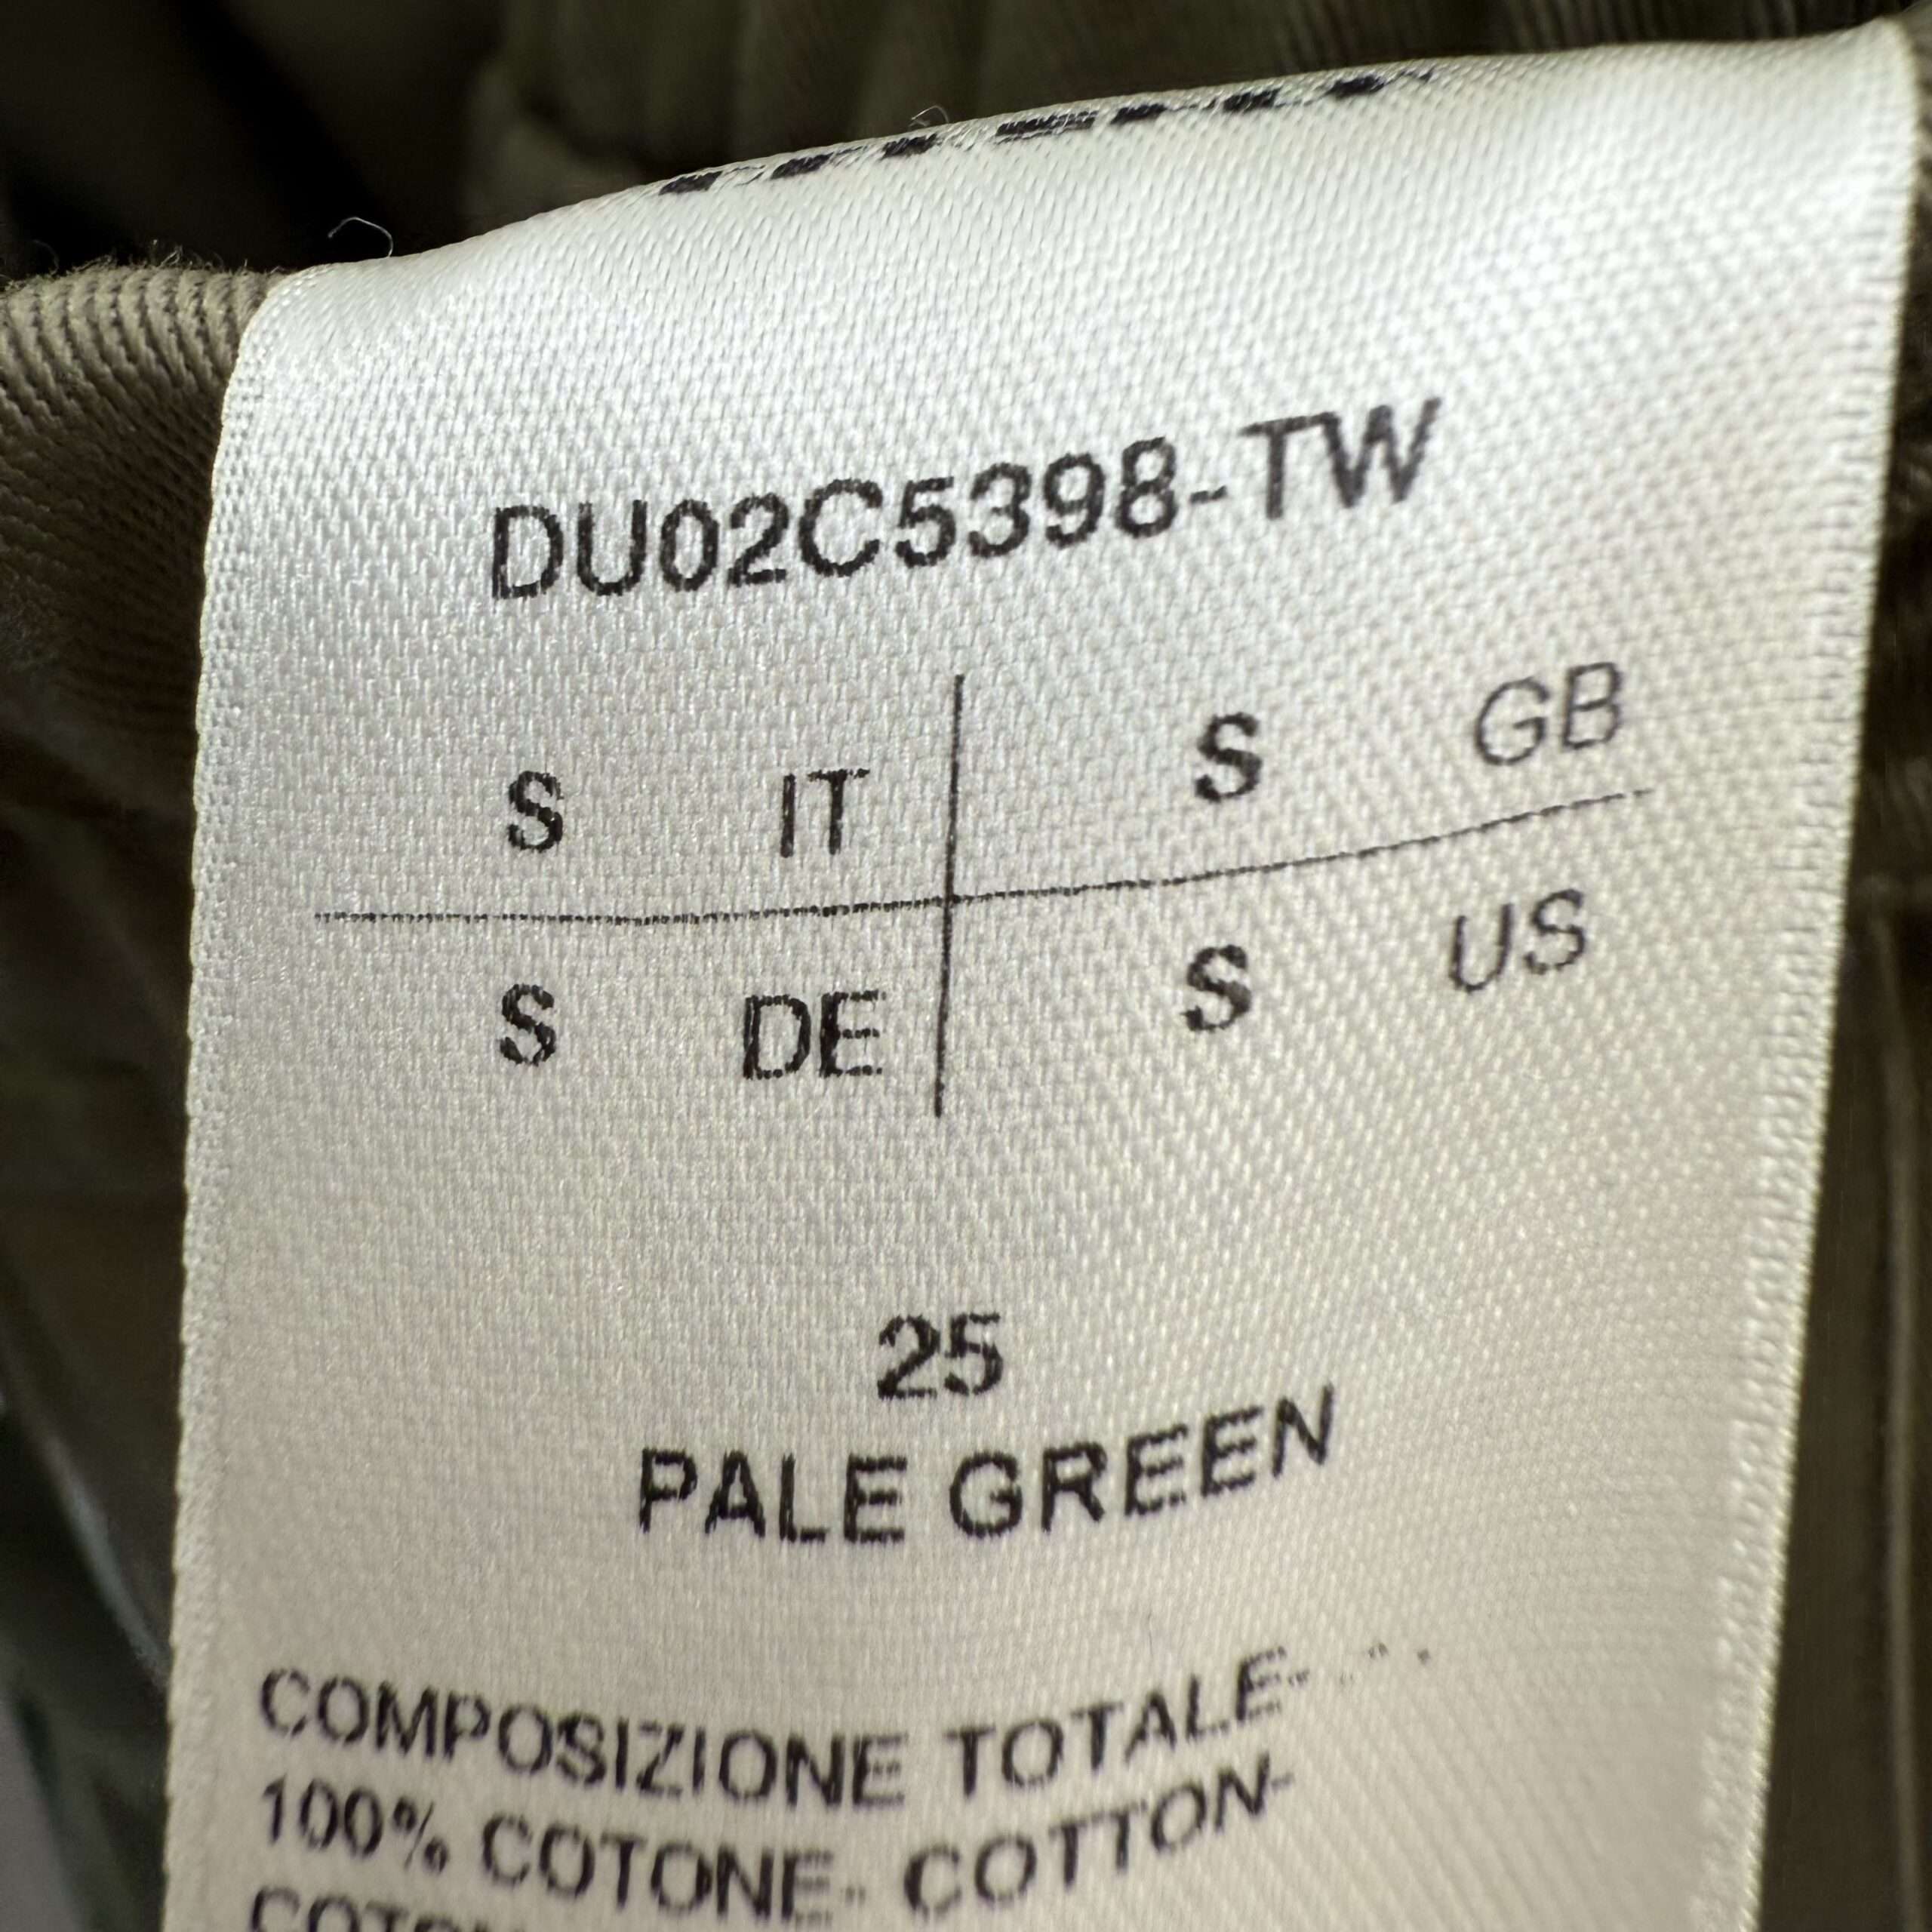 DU02C5398-TW
S IT S GB
S DE S US
25
PALE GREEN
COMPOSIZIONE TOTALE-
100% COTONE- COTTON-